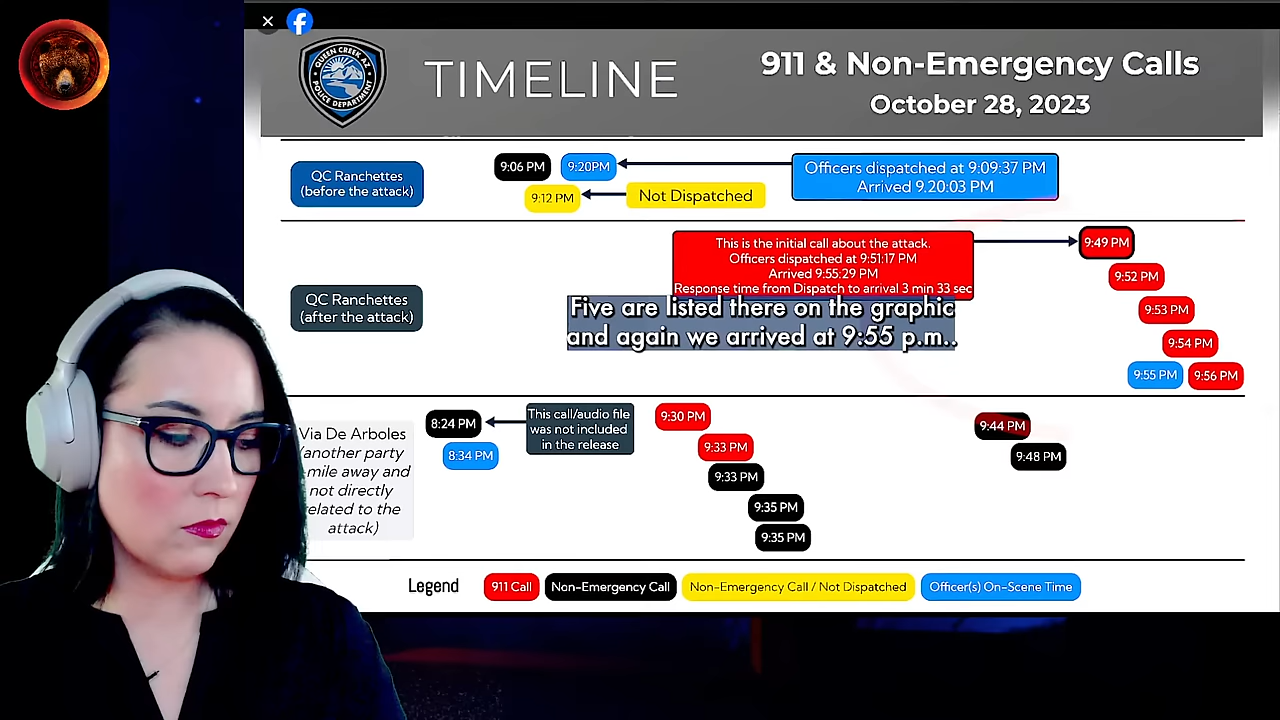 ×
QUEEN CREEK AZ
POLICE DEPARTMENT
TIMELINE
911 & Non-Emergency Calls
October 28, 2023
QC Ranchettes
(before the attack)
9:06 PM
9:20PM
9:12 PM
Not Dispatched
Officers dispatched at 9:09:37 PM
Arrived 9.20:03 PM
QC Ranchettes
(after the attack)
This is the initial call about the attack.
Officers dispatched at 9:51:17 PM
Arrived 9:55:29 PM
Response time from Dispatch to arrival 3 min 33 sec
9:49 PM
9:52 PM
9:53 PM
9:54 PM
9:55 PM
9:56 PM
Five are listed there on the graphic
and again we arrived at 9:55 p.m..
Via De Arboles
(another party
mile away and
not directly
related to the
attack)
8:24 PM
8:34 PM
This call/audio file
was not included
in the release
9:30 PM
9:33 PM
9:33 PM
9:35 PM
9:35 PM
9:44 PM
9:48 PM
Legend
911 Call
Non-Emergency Call
Non-Emergency Call / Not Dispatched
Officer(s) On-Scene Time